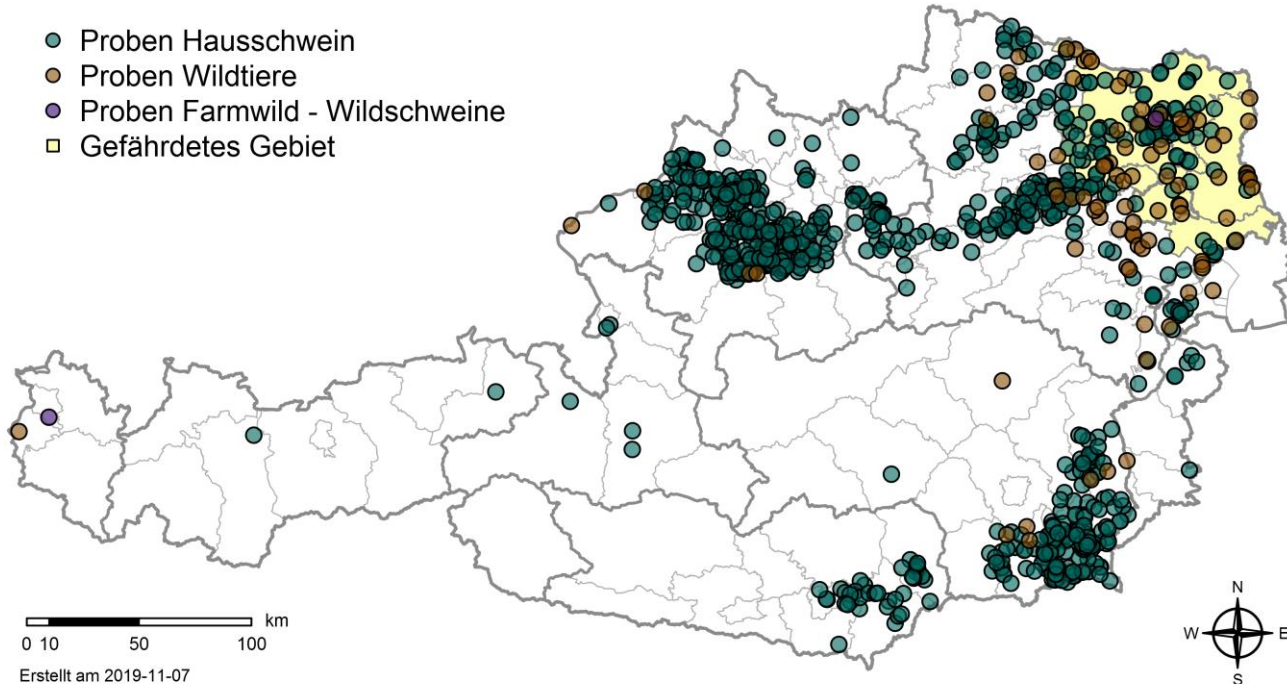 Proben Hausschwein
Proben Wildtiere
Proben Farmwild - Wildschweine
Gefährdetes Gebiet
0 10 50 100 km
Erstellt am 2019-11-07
N
W E
S